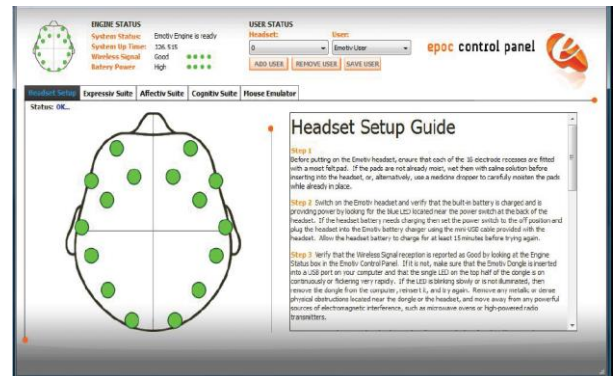 ENGINE STATUS
System Status: Emotiv Engine is ready
System Up Time: 326.515
Wireless Signal Good
Battery Power High
USER STATUS
Headset: User:
0 Emotiv User
ADD USER REMOVE USER SAVE USER
epoc control panel
Headset Setup Expressiv Suite Affectiv Suite Cognitiv Suite Mouse Emulator
Status: OK...
Headset Setup Guide
Step 1
Before putting on the Emotiv headset, ensure that each of the 16 electrode recesses are fitted
with a moist felt pad. If the pads are not already moist, wet them with saline solution before
inserting into the headset, or, alternatively, use a medicine dropper to carefully moisten the pads
while already in place.
Step 2 Switch on the Emotiv headset and verify that the built-in battery is charged and is
providing power by looking for the blue LED located near the power switch at the back of the
headset. If the headset battery needs charging then set the power switch to the off position and
plug the headset into the Emotiv battery charger using the mini-USB cable provided with the
headset. Allow the headset battery to charge for at least 15 minutes before trying again.
Step 3 Verify that the Wireless Signal reception is reported as Good by looking at the Engine
Status box in the Emotiv Control Panel. If it is not, make sure that the Emotiv Dongle is inserted
into a USB port on your computer and that the single LED on the top half of the dongle is on
continuously or flickering very rapidly. If the LED is blinking slowly or is not illuminated, then
remove the dongle from the computer, reinsert it, and try again. Remove any metallic or dense
physical obstructions located near the dongle or the headset, and move away from any powerful
sources of electromagnetic interference, such as microwave ovens or high-powered radio
transmitters.